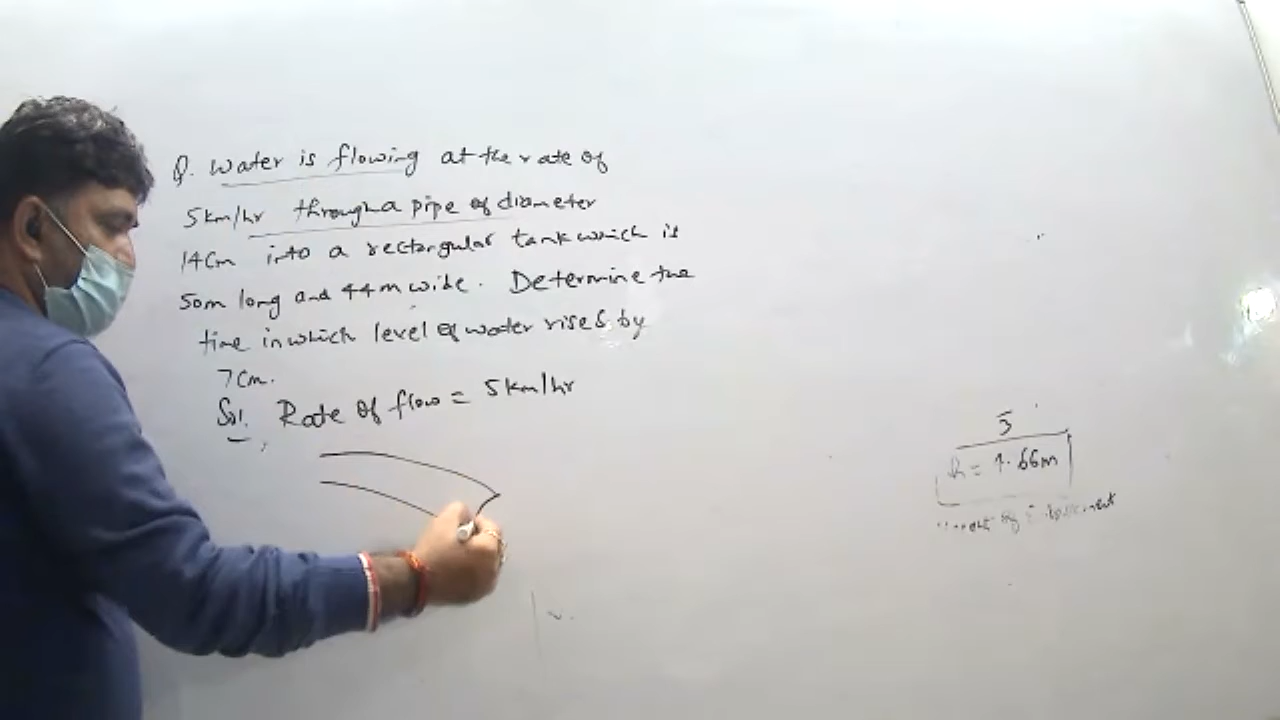 Q. Water is flowing at the rate of
5km/hr through a pipe of diameter
14cm into a rectangular tank which is
50m long and 44m wide. Determine the
time in which level of water rises by
7cm.
Sol. Rate of flow = 5km/hr
5
h = 1.66m
of